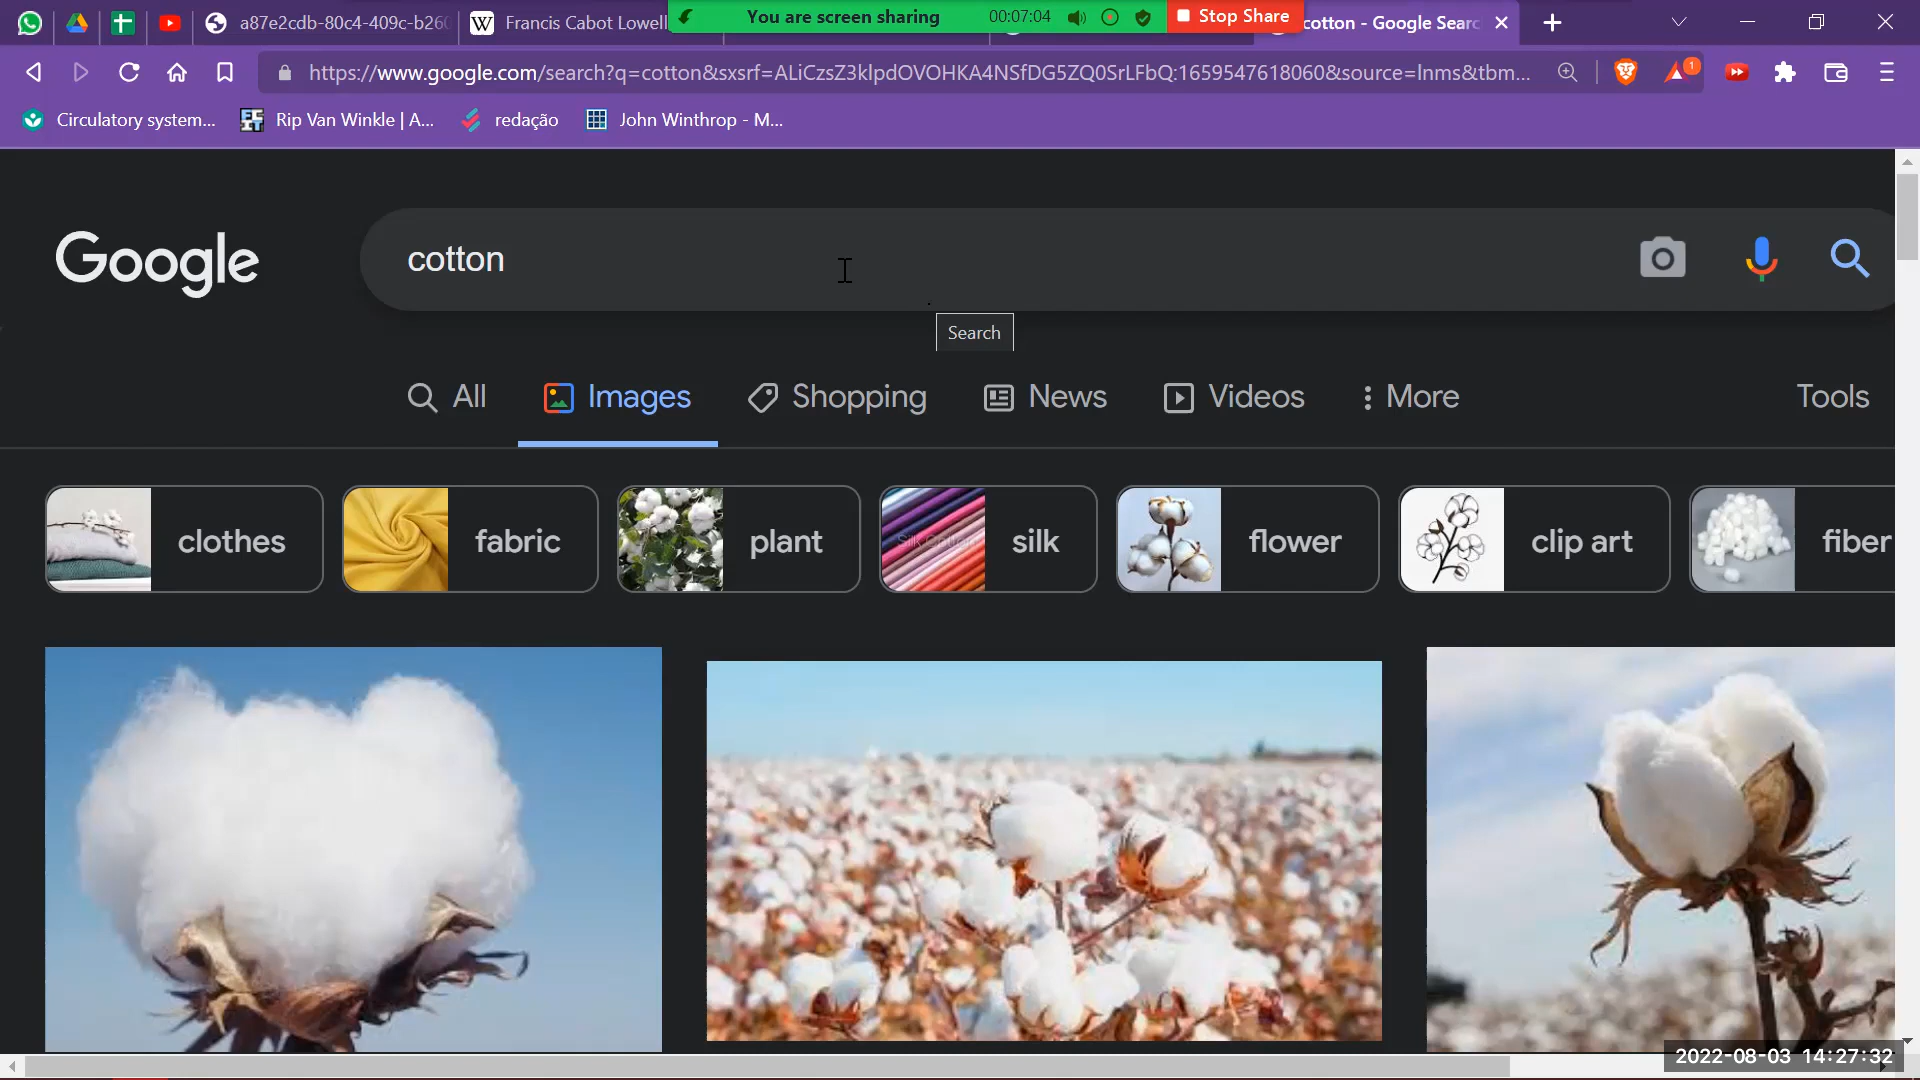 a87e2cdb-80c4-409c-b260
Francis Cabot Lowell
You are screen sharing
00:07:04
Stop Share
cotton - Google Searc
https://www.google.com/search?q=cotton&sxsrf=ALiCzsZ3klpdOVOHKA4NSfDG5ZQ0SrLFbQ:1659547618060&source=lnms&tbm...
1
Circulatory system...
Rip Van Winkle | A...
redação
John Winthrop - M...
Google
cotton
Search
All
Images
Shopping
News
Videos
More
Tools
clothes
fabric
plant
silk
flower
clip art
fiber
2022-08-03 14:27:32